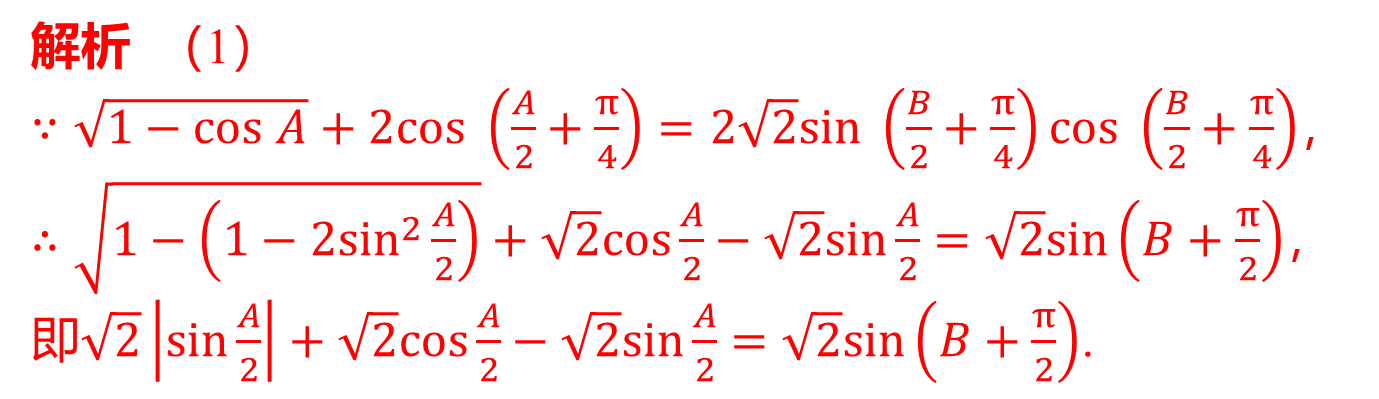 解析 （1）
∵ √(1 − cos A) + 2cos (A/2 + π/4) = 2√2sin (B/2 + π/4) cos (B/2 + π/4),
∴ √(1 − (1 − 2sin² A/2)) + √2cos A/2 − √2sin A/2 = √2sin(B + π/2),
即√2|sin A/2| + √2cos A/2 − √2sin A/2 = √2sin(B + π/2).